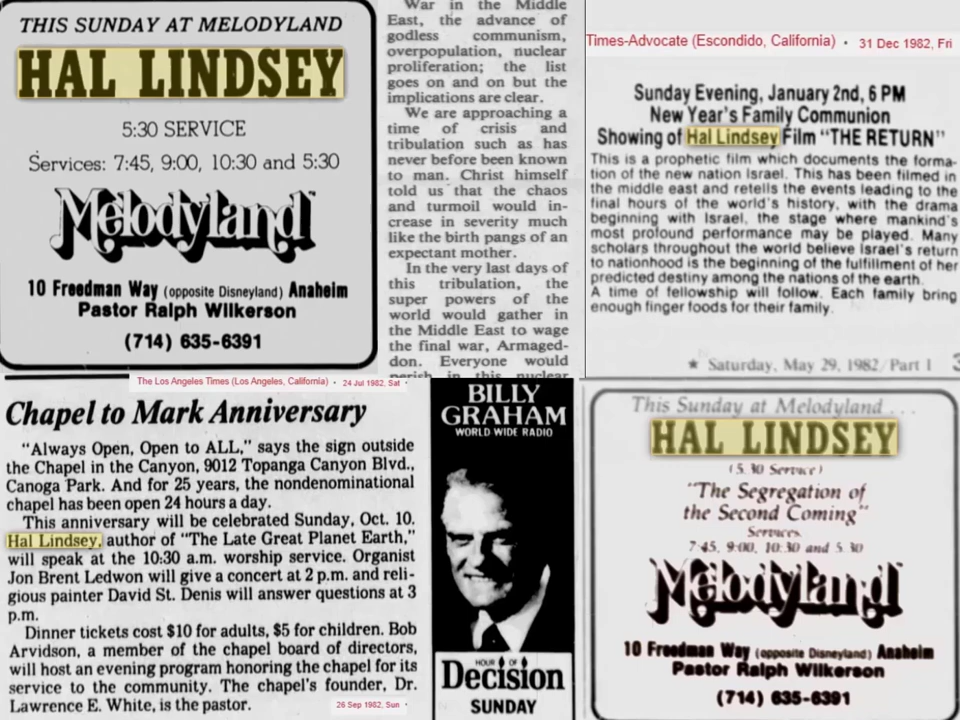 THIS SUNDAY AT MELODYLAND
HAL LINDSEY
5:30 SERVICE
Services: 7:45, 9:00, 10:30 and 5:30
Melodyland
10 Freedman Way (opposite Disneyland) Anaheim
Pastor Ralph Wilkerson
(714) 635-6391
War in the Middle
East, the advance of
godless communism,
overpopulation, nuclear
proliferation; the list
goes on and on but the
implications are clear.
We are approaching a
time of crisis and
tribulation such as has
never before been known
to man. Christ himself
told us that the chaos
and turmoil would in-
crease in severity much
like the birth pangs of an
expectant mother.
In the very last days of
this tribulation, the
super powers of the
world would gather in
the Middle East to wage
the final war, Armaged-
don. Everyone would
perish in this nuclear
Times-Advocate (Escondido, California) · 31 Dec 1982, Fri
Sunday Evening, January 2nd, 6 PM
New Year's Family Communion
Showing of Hal Lindsey Film "THE RETURN"
This is a prophetic film which documents the forma-
tion of the new nation Israel. This has been filmed in
the middle east and retells the events leading to the
final hours of the world's history, with the drama
beginning with Israel, the stage where mankind's
most profound performance may be played. Many
scholars throughout the world believe Israel's return
to nationhood is the beginning of the fulfillment of her
predicted destiny among the nations of the earth.
A time of fellowship will follow. Each family bring
enough finger foods for their family.
★ Saturday, May 29, 1982/Part I
The Los Angeles Times (Los Angeles, California) · 24 Jul 1982, Sat ·
Chapel to Mark Anniversary
"Always Open, Open to ALL," says the sign outside
the Chapel in the Canyon, 9012 Topanga Canyon Blvd.,
Canoga Park. And for 25 years, the nondenominational
chapel has been open 24 hours a day.
This anniversary will be celebrated Sunday, Oct. 10.
Hal Lindsey, author of "The Late Great Planet Earth,"
will speak at the 10:30 a.m. worship service. Organist
Jon Brent Ledwon will give a concert at 2 p.m. and reli-
gious painter David St. Denis will answer questions at 3
p.m.
Dinner tickets cost $10 for adults, $5 for children. Bob
Arvidson, a member of the chapel board of directors,
will host an evening program honoring the chapel for its
service to the community. The chapel's founder, Dr.
Lawrence E. White, is the pastor.
26 Sep 1982, Sun ·
BILLY
GRAHAM
WORLD WIDE RADIO
HOUR OF
Decision
SUNDAY
This Sunday at Melodyland . . .
HAL LINDSEY
(5:30 Service)
"The Segregation of
the Second Coming"
Services
7:45, 9:00, 10:30 and 5:30
Melodyland
10 Freedman Way (opposite Disneyland) Anaheim
Pastor Ralph Wilkerson
(714) 635-6391